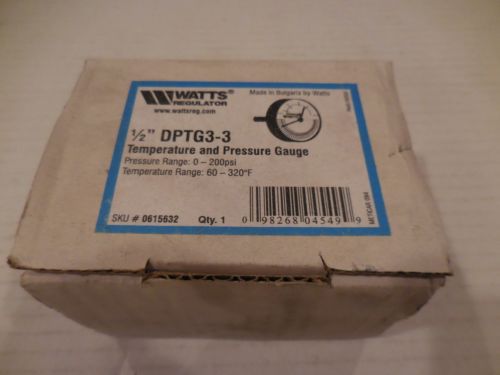 WATTS®
REGULATOR
www.wattsreg.com
Made in Bulgaria by Watts
½" DPTG3-3
Temperature and Pressure Gauge
Pressure Range: 0 – 200psi
Temperature Range: 60 – 320°F
SKU # 0615632 Qty. 1
0 98268 04549 9